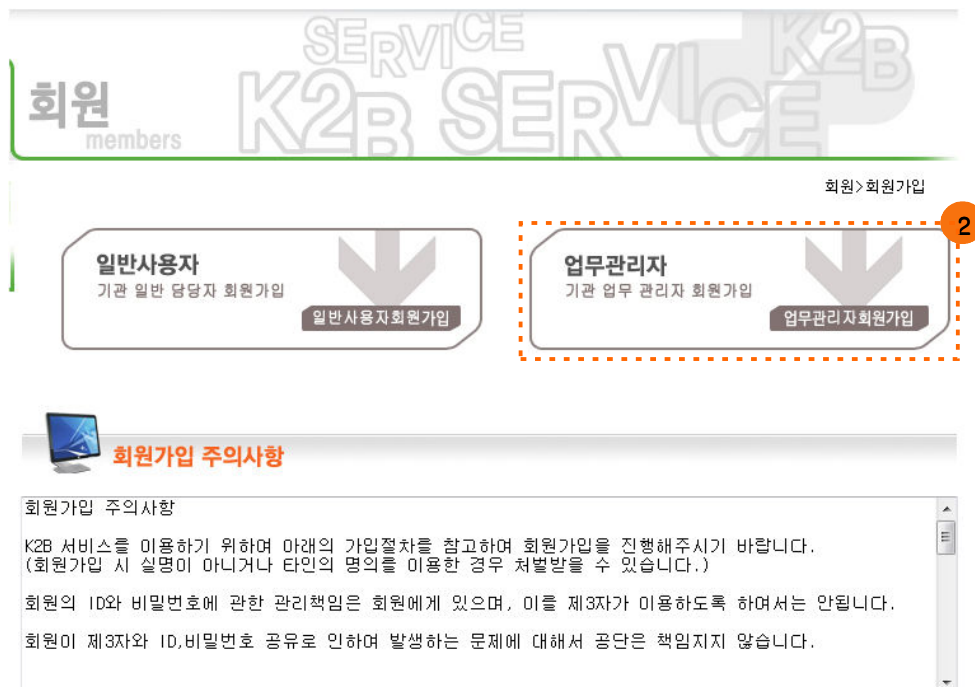 SERVICE
K2B
K2B SERVICE
회원
members
회원>회원가입
2
일반사용자
기관 일반 담당자 회원가입
일반사용자회원가입
업무관리자
기관 업무 관리자 회원가입
업무관리자회원가입
회원가입 주의사항
회원가입 주의사항
K2B 서비스를 이용하기 위하여 아래의 가입절차를 참고하여 회원가입을 진행해주시기 바랍니다.
(회원가입 시 실명이 아니거나 타인의 명의를 이용한 경우 처벌받을 수 있습니다.)
회원의 ID와 비밀번호에 관한 관리책임은 회원에게 있으며, 이를 제3자가 이용하도록 하여서는 안됩니다.
회원이 제3자와 ID,비밀번호 공유로 인하여 발생하는 문제에 대해서 공단은 책임지지 않습니다.